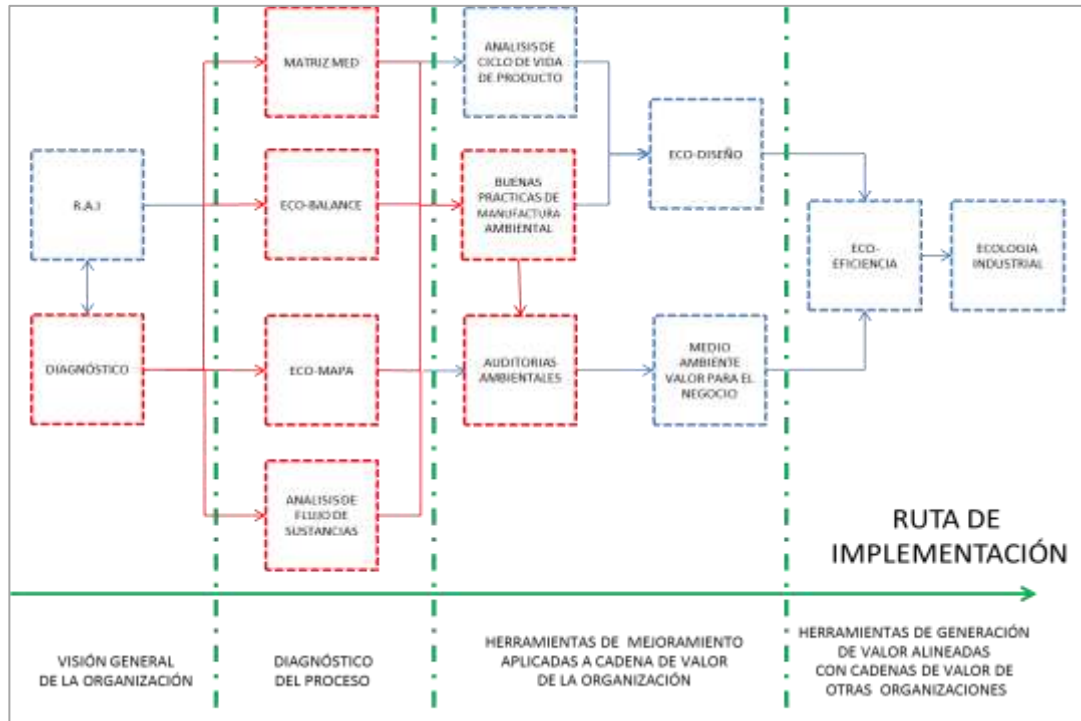 MATRIZ MED
ANALISIS DE
CICLO DE VIDA
DE PRODUCTO
R.A.I
ECO-BALANCE
BUENAS
PRACTICAS DE
MANUFACTURA
AMBIENTAL
ECO-DISEÑO
ECO-
EFICIENCIA
ECOLOGIA
INDUSTRIAL
DIAGNÓSTICO
ECO-MAPA
AUDITORIAS
AMBIENTALES
MEDIO
AMBIENTE
VALOR PARA EL
NEGOCIO
ANALISIS DE
FLUJO DE
SUSTANCIAS
RUTA DE
IMPLEMENTACIÓN
VISIÓN GENERAL
DE LA ORGANIZACIÓN
DIAGNÓSTICO
DEL PROCESO
HERRAMIENTAS DE MEJORAMIENTO
APLICADAS A CADENA DE VALOR
DE LA ORGANIZACIÓN
HERRAMIENTAS DE GENERACIÓN
DE VALOR ALINEADAS
CON CADENAS DE VALOR DE
OTRAS ORGANIZACIONES